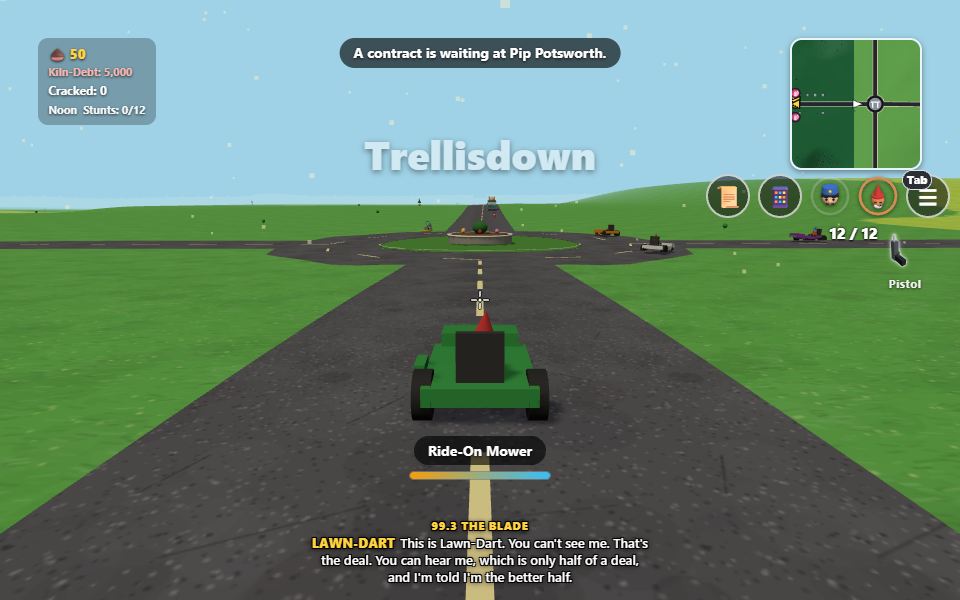 50
Kiln-Debt: 5,000
Cracked: 0
Noon Stunts: 0/12
A contract is waiting at Pip Potsworth.
Trellisdown
Tab
12 / 12
Pistol
Ride-On Mower
99.3 THE BLADE
LAWN-DART This is Lawn-Dart. You can't see me. That's
the deal. You can hear me, which is only half of a deal,
and I'm told I'm the better half.